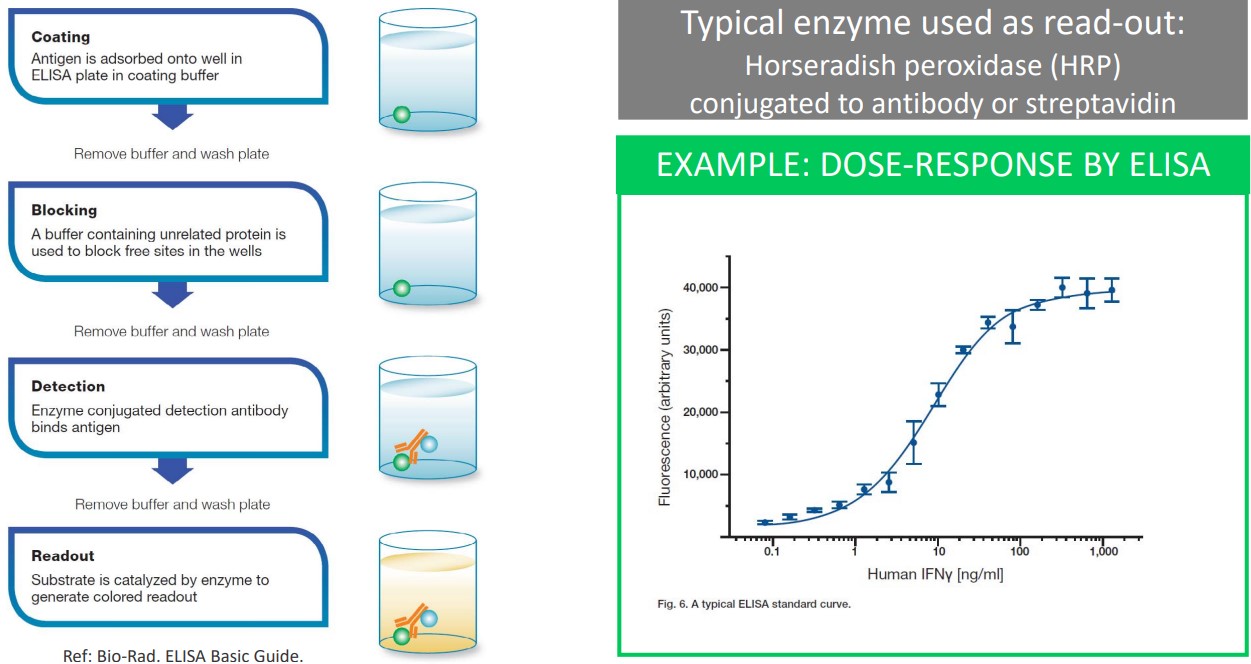 Coating
Antigen is adsorbed onto well in
ELISA plate in coating buffer
Remove buffer and wash plate
Blocking
A buffer containing unrelated protein is
used to block free sites in the wells
Remove buffer and wash plate
Detection
Enzyme conjugated detection antibody
binds antigen
Remove buffer and wash plate
Readout
Substrate is catalyzed by enzyme to
generate colored readout
Ref: Bio-Rad. ELISA Basic Guide.
Typical enzyme used as read-out:
Horseradish peroxidase (HRP)
conjugated to antibody or streptavidin
EXAMPLE: DOSE-RESPONSE BY ELISA
Fluorescence (arbitrary units)
40,000
30,000
20,000
10,000
0.1 1 10 100 1,000
Human IFNγ [ng/ml]
Fig. 6. A typical ELISA standard curve.